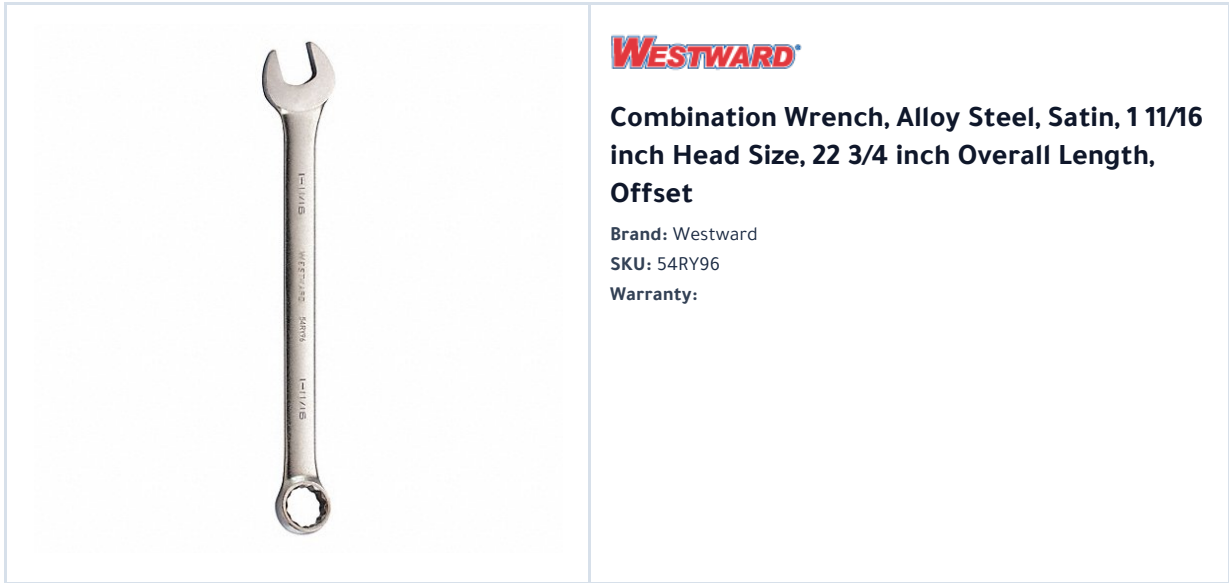 1-11/16
WESTWARD
54RY96
1-11/16
WESTWARD
Combination Wrench, Alloy Steel, Satin, 1 11/16
inch Head Size, 22 3/4 inch Overall Length,
Offset
Brand: Westward
SKU: 54RY96
Warranty: